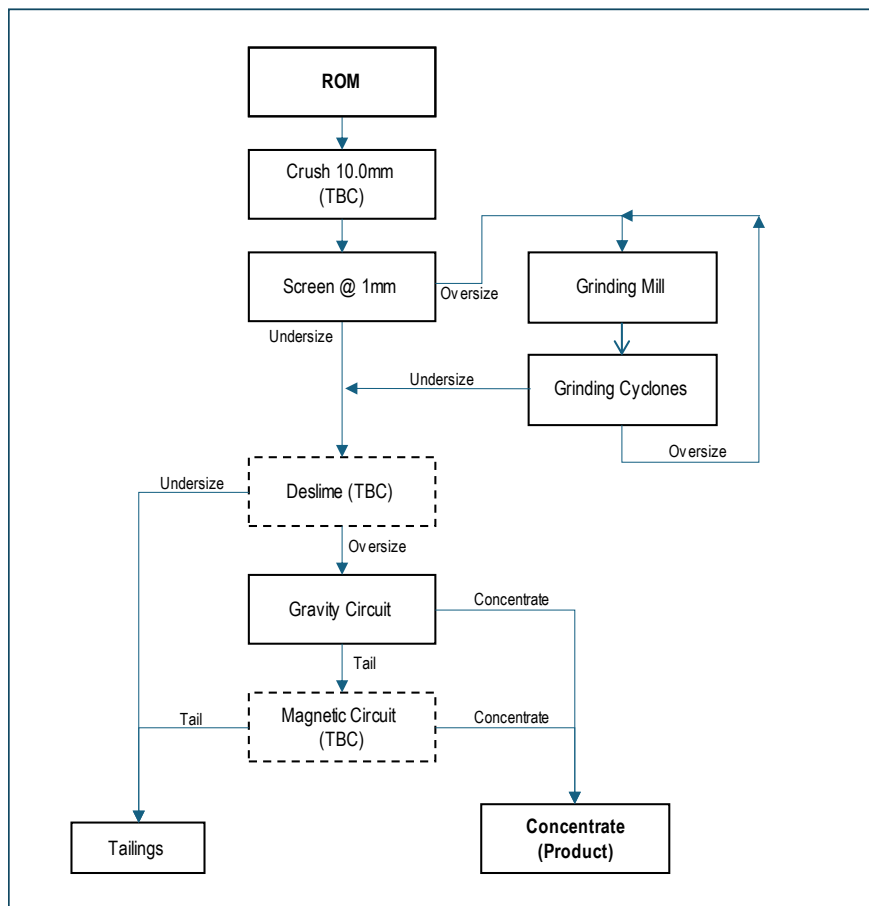 ROM
Crush 10.0mm
(TBC)
Screen @ 1mm
Oversize
Grinding Mill
Undersize
Undersize
Grinding Cyclones
Oversize
Undersize
Deslime (TBC)
Oversize
Gravity Circuit
Concentrate
Tail
Tail
Magnetic Circuit
(TBC)
Concentrate
Tailings
Concentrate
(Product)